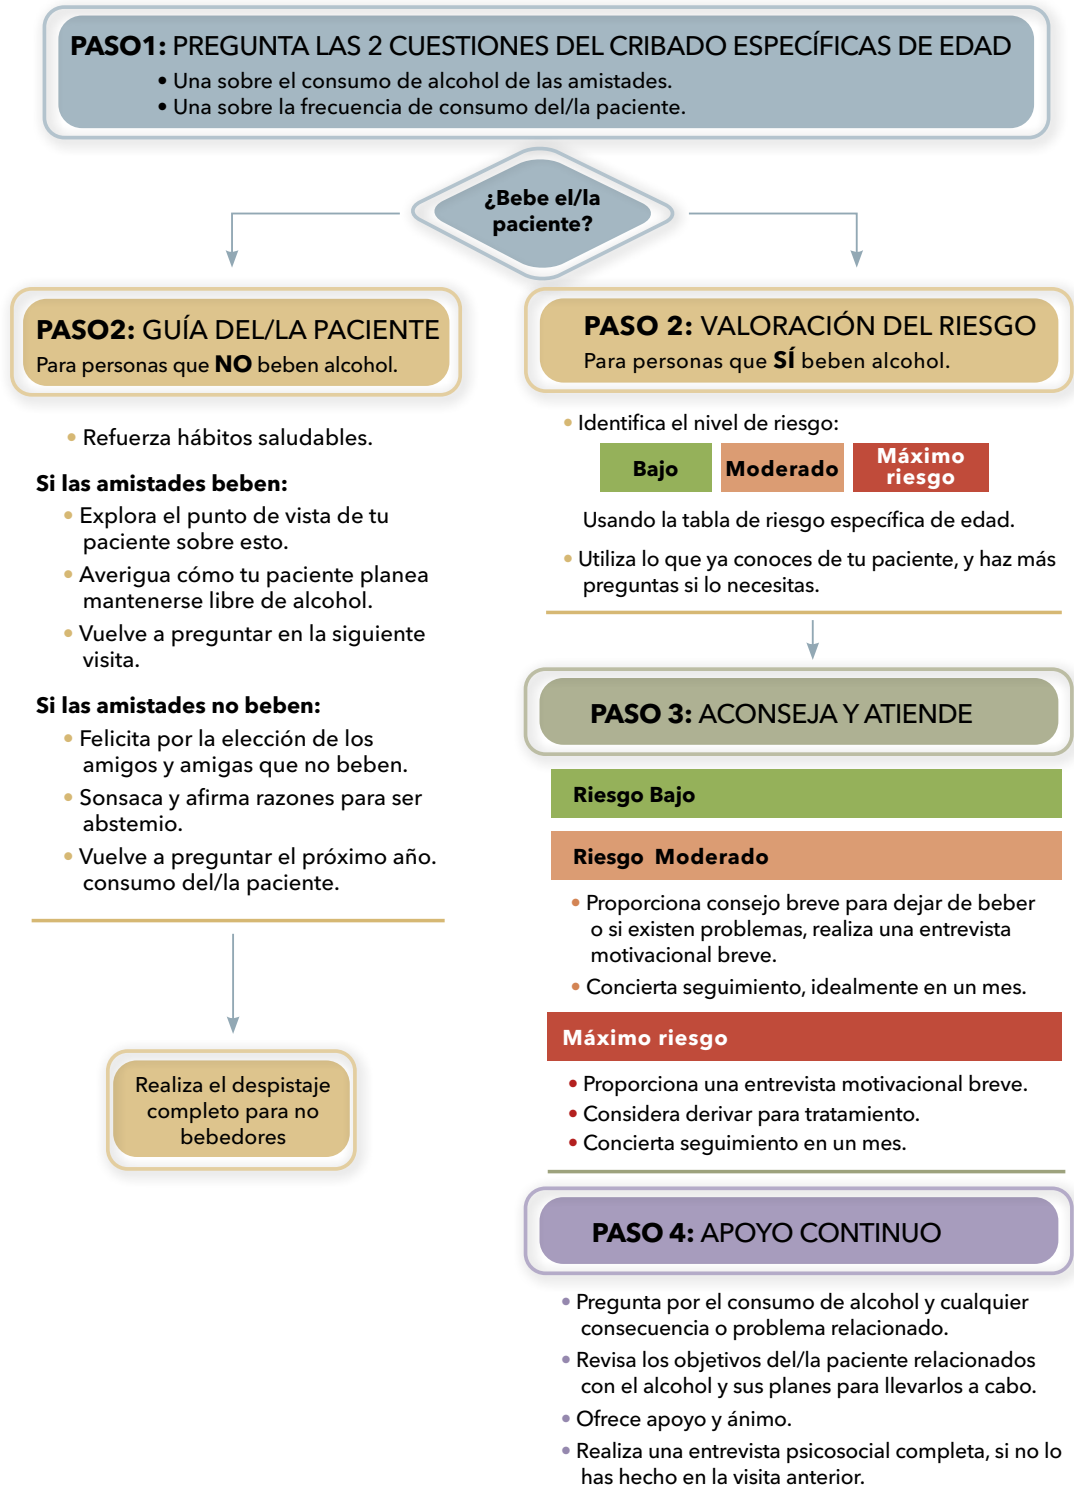 PASO1: PREGUNTA LAS 2 CUESTIONES DEL CRIBADO ESPECÍFICAS DE EDAD
• Una sobre el consumo de alcohol de las amistades.
• Una sobre la frecuencia de consumo del/la paciente.
¿Bebe el/la
paciente?
PASO2: GUÍA DEL/LA PACIENTE
Para personas que NO beben alcohol.
• Refuerza hábitos saludables.
Si las amistades beben:
• Explora el punto de vista de tu
paciente sobre esto.
• Averigua cómo tu paciente planea
mantenerse libre de alcohol.
• Vuelve a preguntar en la siguiente
visita.
Si las amistades no beben:
• Felicita por la elección de los
amigos y amigas que no beben.
• Sonsaca y afirma razones para ser
abstemio.
• Vuelve a preguntar el próximo año.
consumo del/la paciente.
Realiza el despistaje
completo para no
bebedores
PASO 2: VALORACIÓN DEL RIESGO
Para personas que SÍ beben alcohol.
• Identifica el nivel de riesgo:
Bajo
Moderado
Máximo
riesgo
Usando la tabla de riesgo específica de edad.
• Utiliza lo que ya conoces de tu paciente, y haz más
preguntas si lo necesitas.
PASO 3: ACONSEJA Y ATIENDE
Riesgo Bajo
Riesgo Moderado
• Proporciona consejo breve para dejar de beber
o si existen problemas, realiza una entrevista
motivacional breve.
• Concierta seguimiento, idealmente en un mes.
Máximo riesgo
• Proporciona una entrevista motivacional breve.
• Considera derivar para tratamiento.
• Concierta seguimiento en un mes.
PASO 4: APOYO CONTINUO
• Pregunta por el consumo de alcohol y cualquier
consecuencia o problema relacionado.
• Revisa los objetivos del/la paciente relacionados
con el alcohol y sus planes para llevarlos a cabo.
• Ofrece apoyo y ánimo.
• Realiza una entrevista psicosocial completa, si no lo
has hecho en la visita anterior.